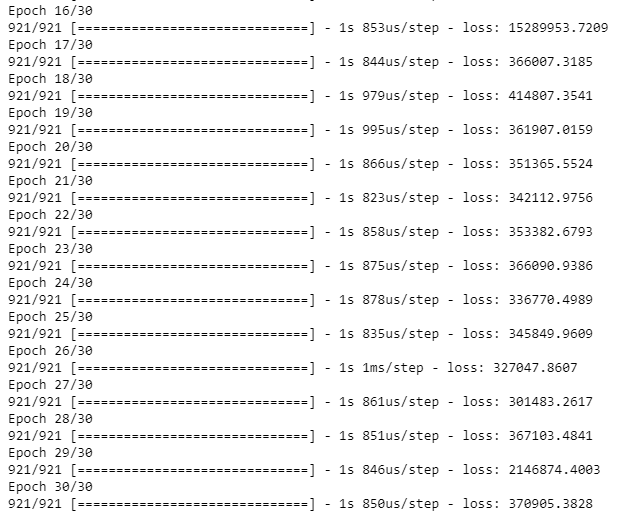 Epoch 16/30
921/921 [==============================] - 1s 853us/step - loss: 15289953.7209
Epoch 17/30
921/921 [==============================] - 1s 844us/step - loss: 366007.3185
Epoch 18/30
921/921 [==============================] - 1s 979us/step - loss: 414807.3541
Epoch 19/30
921/921 [==============================] - 1s 995us/step - loss: 361907.0159
Epoch 20/30
921/921 [==============================] - 1s 866us/step - loss: 351365.5524
Epoch 21/30
921/921 [==============================] - 1s 823us/step - loss: 342112.9756
Epoch 22/30
921/921 [==============================] - 1s 858us/step - loss: 353382.6793
Epoch 23/30
921/921 [==============================] - 1s 875us/step - loss: 366090.9386
Epoch 24/30
921/921 [==============================] - 1s 878us/step - loss: 336770.4989
Epoch 25/30
921/921 [==============================] - 1s 835us/step - loss: 345849.9609
Epoch 26/30
921/921 [==============================] - 1s 1ms/step - loss: 327047.8607
Epoch 27/30
921/921 [==============================] - 1s 861us/step - loss: 301483.2617
Epoch 28/30
921/921 [==============================] - 1s 851us/step - loss: 367103.4841
Epoch 29/30
921/921 [==============================] - 1s 846us/step - loss: 2146874.4003
Epoch 30/30
921/921 [==============================] - 1s 850us/step - loss: 370905.3828